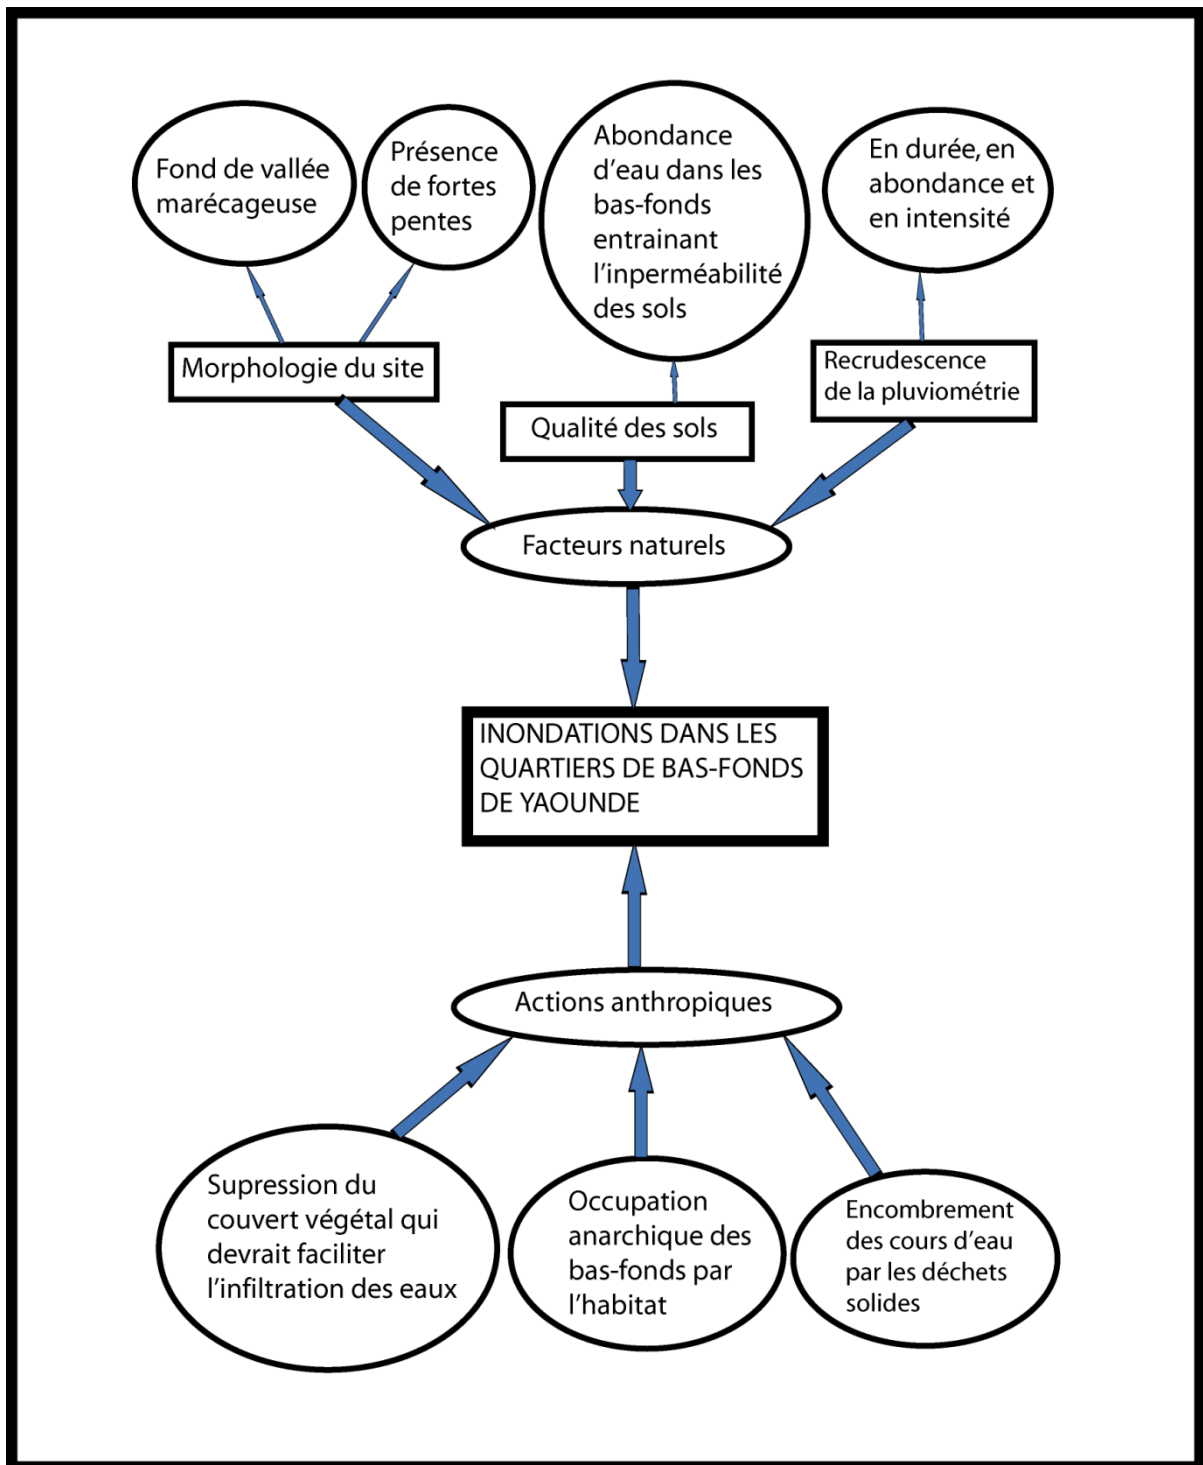 Fond de vallée
marécageuse
Présence
de fortes
pentes
Abondance
d’eau dans les
bas-fonds
entrainant
l’inperméabilité
des sols
En durée, en
abondance et
en intensité
Morphologie du site
Qualité des sols
Recrudescence
de la pluviométrie
Facteurs naturels
INONDATIONS DANS LES
QUARTIERS DE BAS-FONDS
DE YAOUNDE
Actions anthropiques
Supression du
couvert végétal qui
devrait faciliter
l’infiltration des eaux
Occupation
anarchique des
bas-fonds par
l’habitat
Encombrement
des cours d’eau
par les déchets
solides